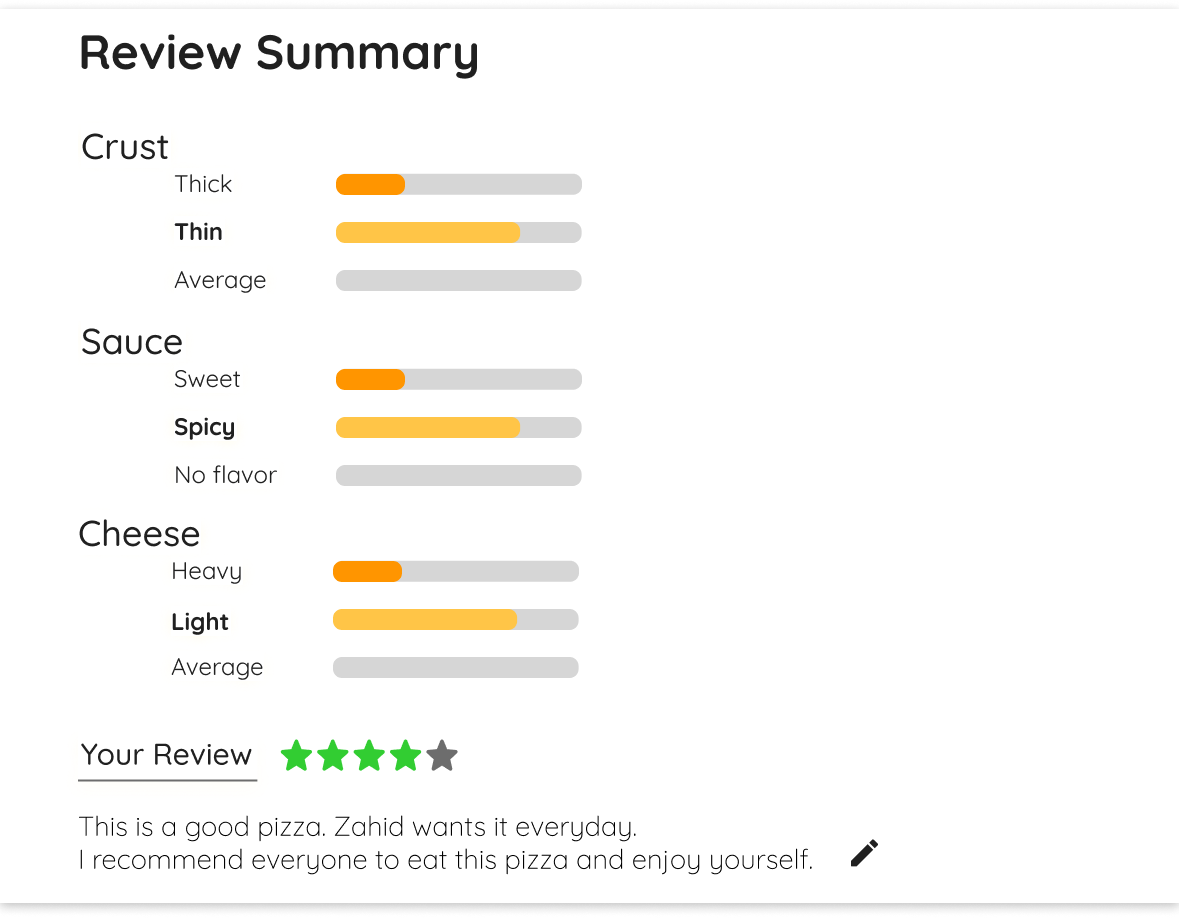 Review Summary
Crust
Thick
Thin
Average
Sauce
Sweet
Spicy
No flavor
Cheese
Heavy
Light
Average
Your Review
This is a good pizza. Zahid wants it everyday.
I recommend everyone to eat this pizza and enjoy yourself.